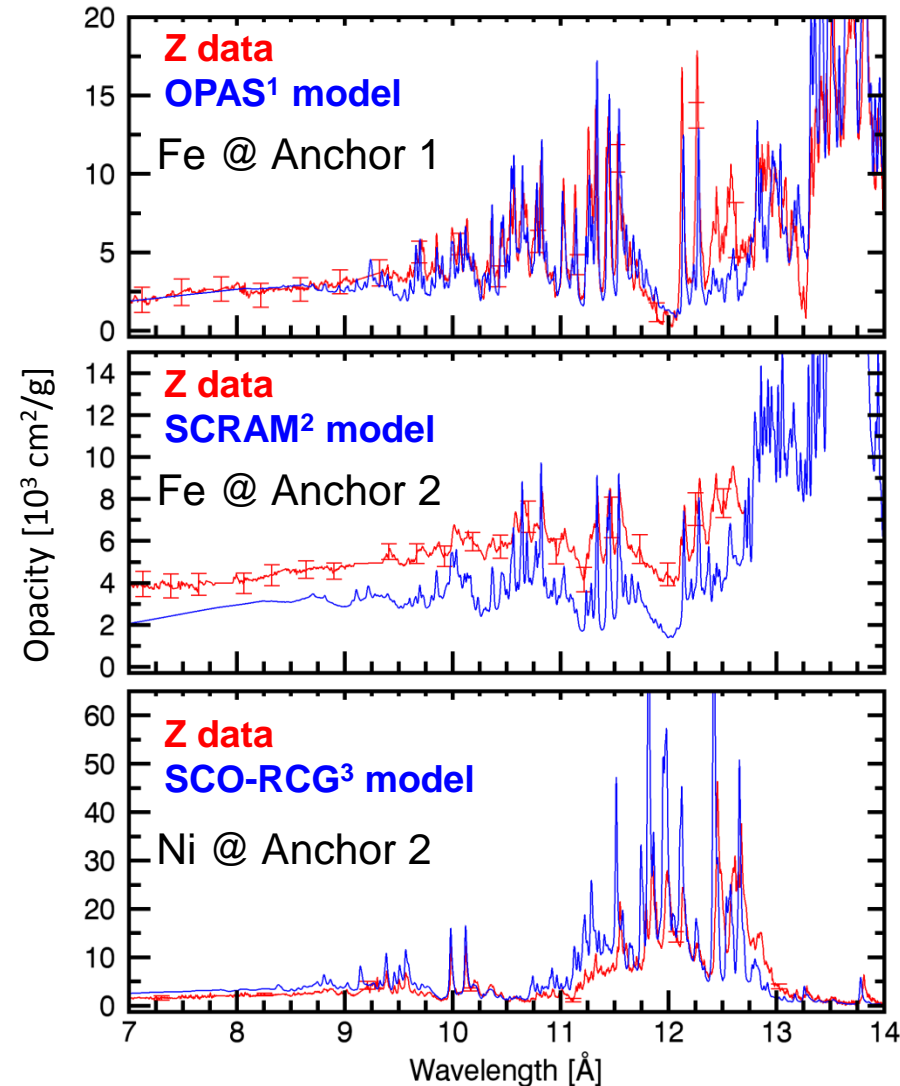 20
15
10
5
0
Z data
OPAS¹ model
Fe @ Anchor 1
14
12
10
8
6
4
2
0
Z data
SCRAM² model
Fe @ Anchor 2
Opacity [10³ cm²/g]
60
50
40
30
20
10
0
Z data
SCO-RCG³ model
Ni @ Anchor 2
7 8 9 10 11 12 13 14
Wavelength [Å]